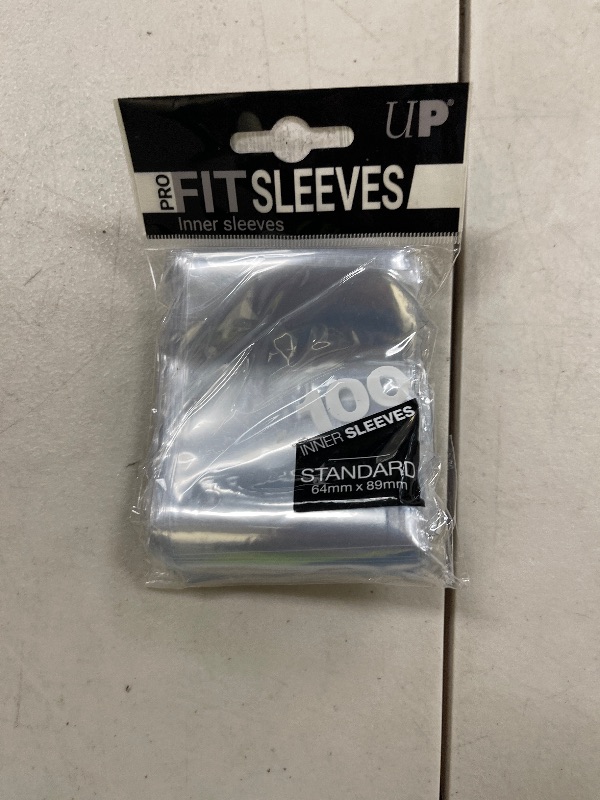 UP®
PRO FIT SLEEVES
Inner sleeves
100
INNER SLEEVES
STANDARD
64mm x 89mm